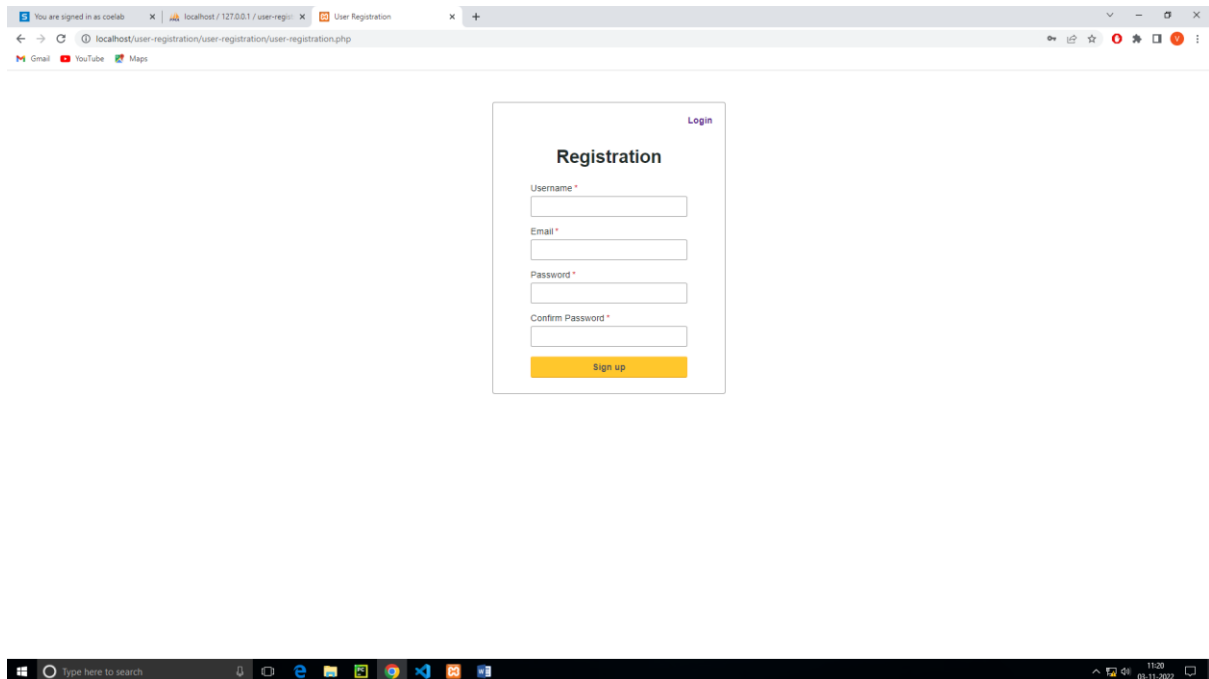 You are signed in as coelab
localhost / 127.0.0.1 / user-regis
User Registration
localhost/user-registration/user-registration.php
Gmail YouTube Maps
Login
Registration
Username *
Email *
Password *
Confirm Password *
Sign up
Type here to search
11:20
03-11-2022